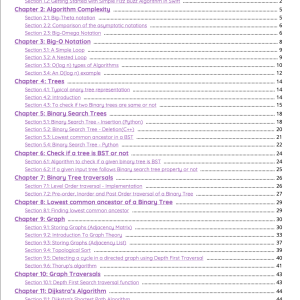 Section 1.2: Getting Started with Simple Fizz Buzz Algorithm in Swift 2
Chapter 2: Algorithm Complexity 5
Section 2.1: Big-Theta notation 5
Section 2.2: Comparison of the asymptotic notations 6
Section 2.3: Big-Omega Notation 6
Chapter 3: Big-O Notation 8
Section 3.1: A Simple Loop 9
Section 3.2: A Nested Loop 9
Section 3.3: O(log n) types of Algorithms 10
Section 3.4: An O(log n) example 12
Chapter 4: Trees 14
Section 4.1: Typical anary tree representation 14
Section 4.2: Introduction 14
Section 4.3: To check if two Binary trees are same or not 15
Chapter 5: Binary Search Trees 18
Section 5.1: Binary Search Tree - Insertion (Python) 18
Section 5.2: Binary Search Tree - Deletion(C++) 20
Section 5.3: Lowest common ancestor in a BST 21
Section 5.4: Binary Search Tree - Python 22
Chapter 6: Check if a tree is BST or not 24
Section 6.1: Algorithm to check if a given binary tree is BST 24
Section 6.2: If a given input tree follows Binary search tree property or not 25
Chapter 7: Binary Tree traversals 26
Section 7.1: Level Order traversal - Implementation 26
Section 7.2: Pre-order, Inorder and Post Order traversal of a Binary Tree 27
Chapter 8: Lowest common ancestor of a Binary Tree 29
Section 8.1: Finding lowest common ancestor 29
Chapter 9: Graph 30
Section 9.1: Storing Graphs (Adjacency Matrix) 30
Section 9.2: Introduction To Graph Theory 33
Section 9.3: Storing Graphs (Adjacency List) 37
Section 9.4: Topological Sort 39
Section 9.5: Detecting a cycle in a directed graph using Depth First Traversal 40
Section 9.6: Thorup's algorithm 41
Chapter 10: Graph Traversals 43
Section 10.1: Depth First Search traversal function 43
Chapter 11: Dijkstra's Algorithm 44
Section 11.1: Dijkstra's Shortest Path Algorithm 44